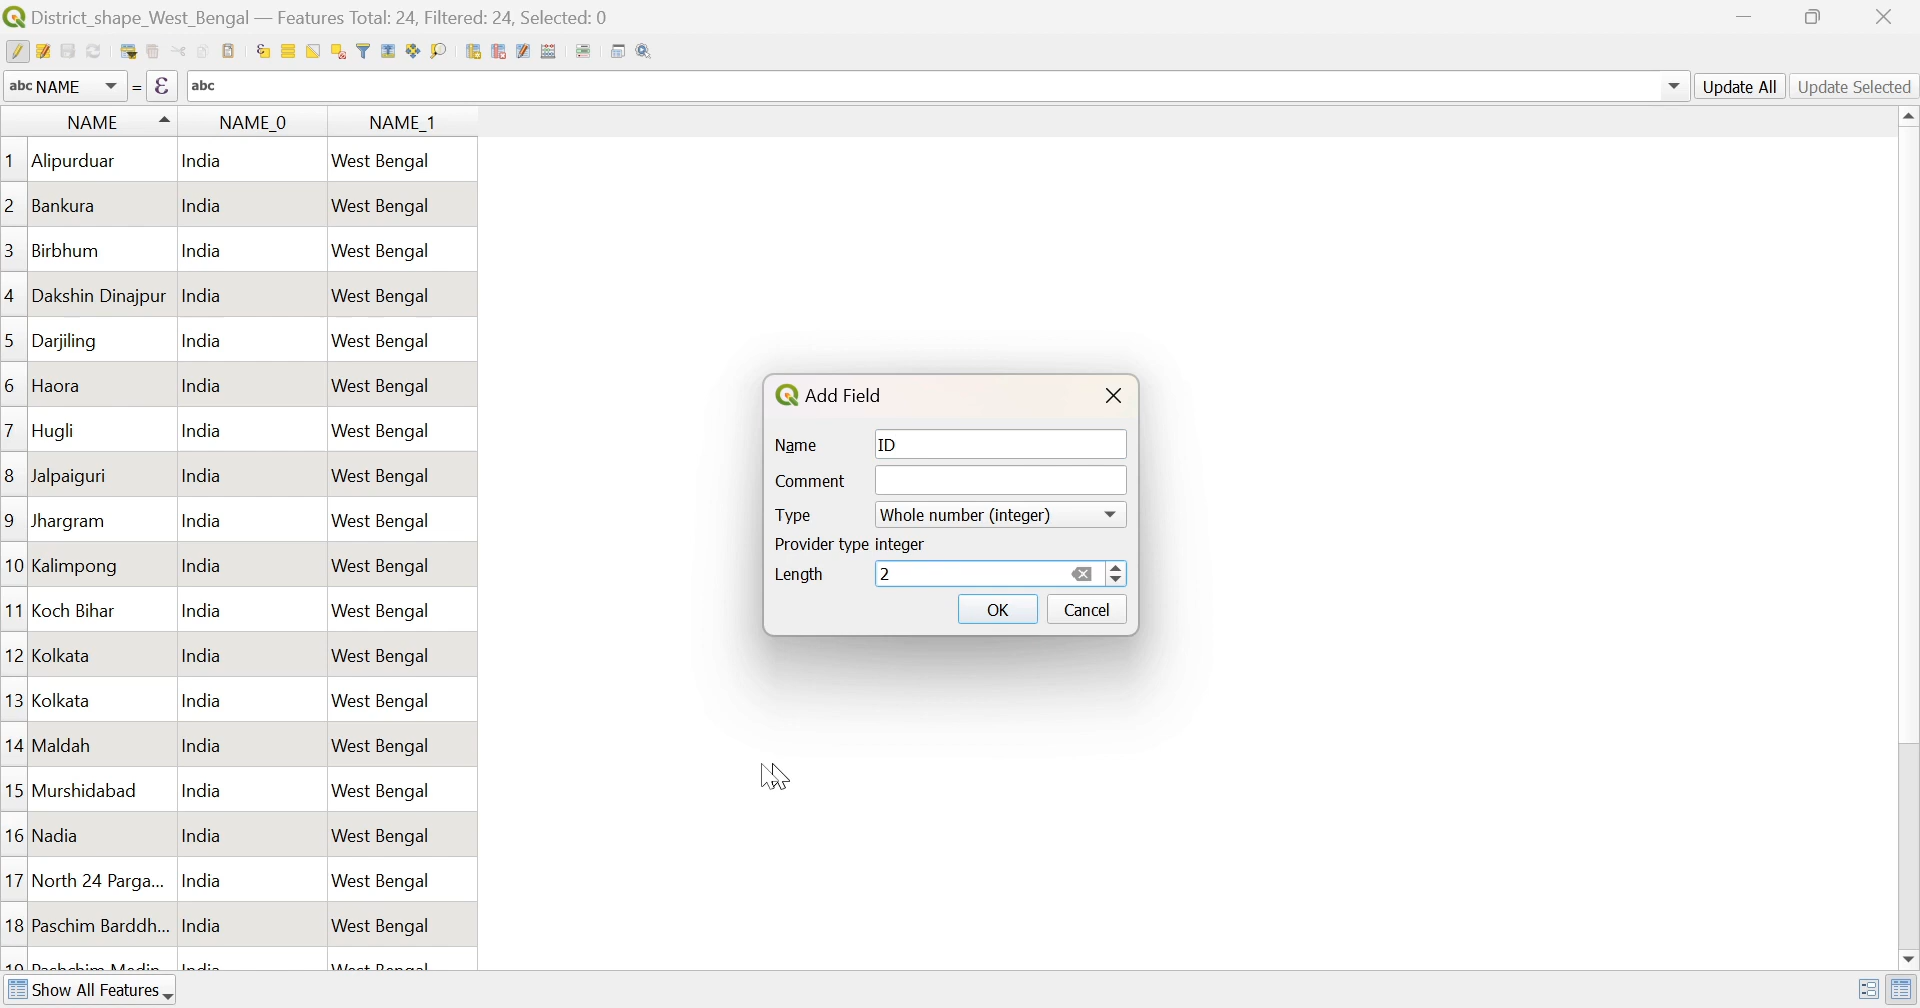 District_shape_West_Bengal — Features Total: 24, Filtered: 24, Selected: 0
abc NAME = ε abc Update All Update Selected
NAME NAME_0 NAME_1
1 Alipurduar India West Bengal
2 Bankura India West Bengal
3 Birbhum India West Bengal
4 Dakshin Dinajpur India West Bengal
5 Darjiling India West Bengal
6 Haora India West Bengal
7 Hugli India West Bengal
8 Jalpaiguri India West Bengal
9 Jhargram India West Bengal
10 Kalimpong India West Bengal
11 Koch Bihar India West Bengal
12 Kolkata India West Bengal
13 Kolkata India West Bengal
14 Maldah India West Bengal
15 Murshidabad India West Bengal
16 Nadia India West Bengal
17 North 24 Parga... India West Bengal
18 Paschim Barddh... India West Bengal
19 Pashchim Medin... India West Bengal
Add Field
Name ID
Comment
Type Whole number (integer)
Provider type integer
Length 2
OK Cancel
Show All Features